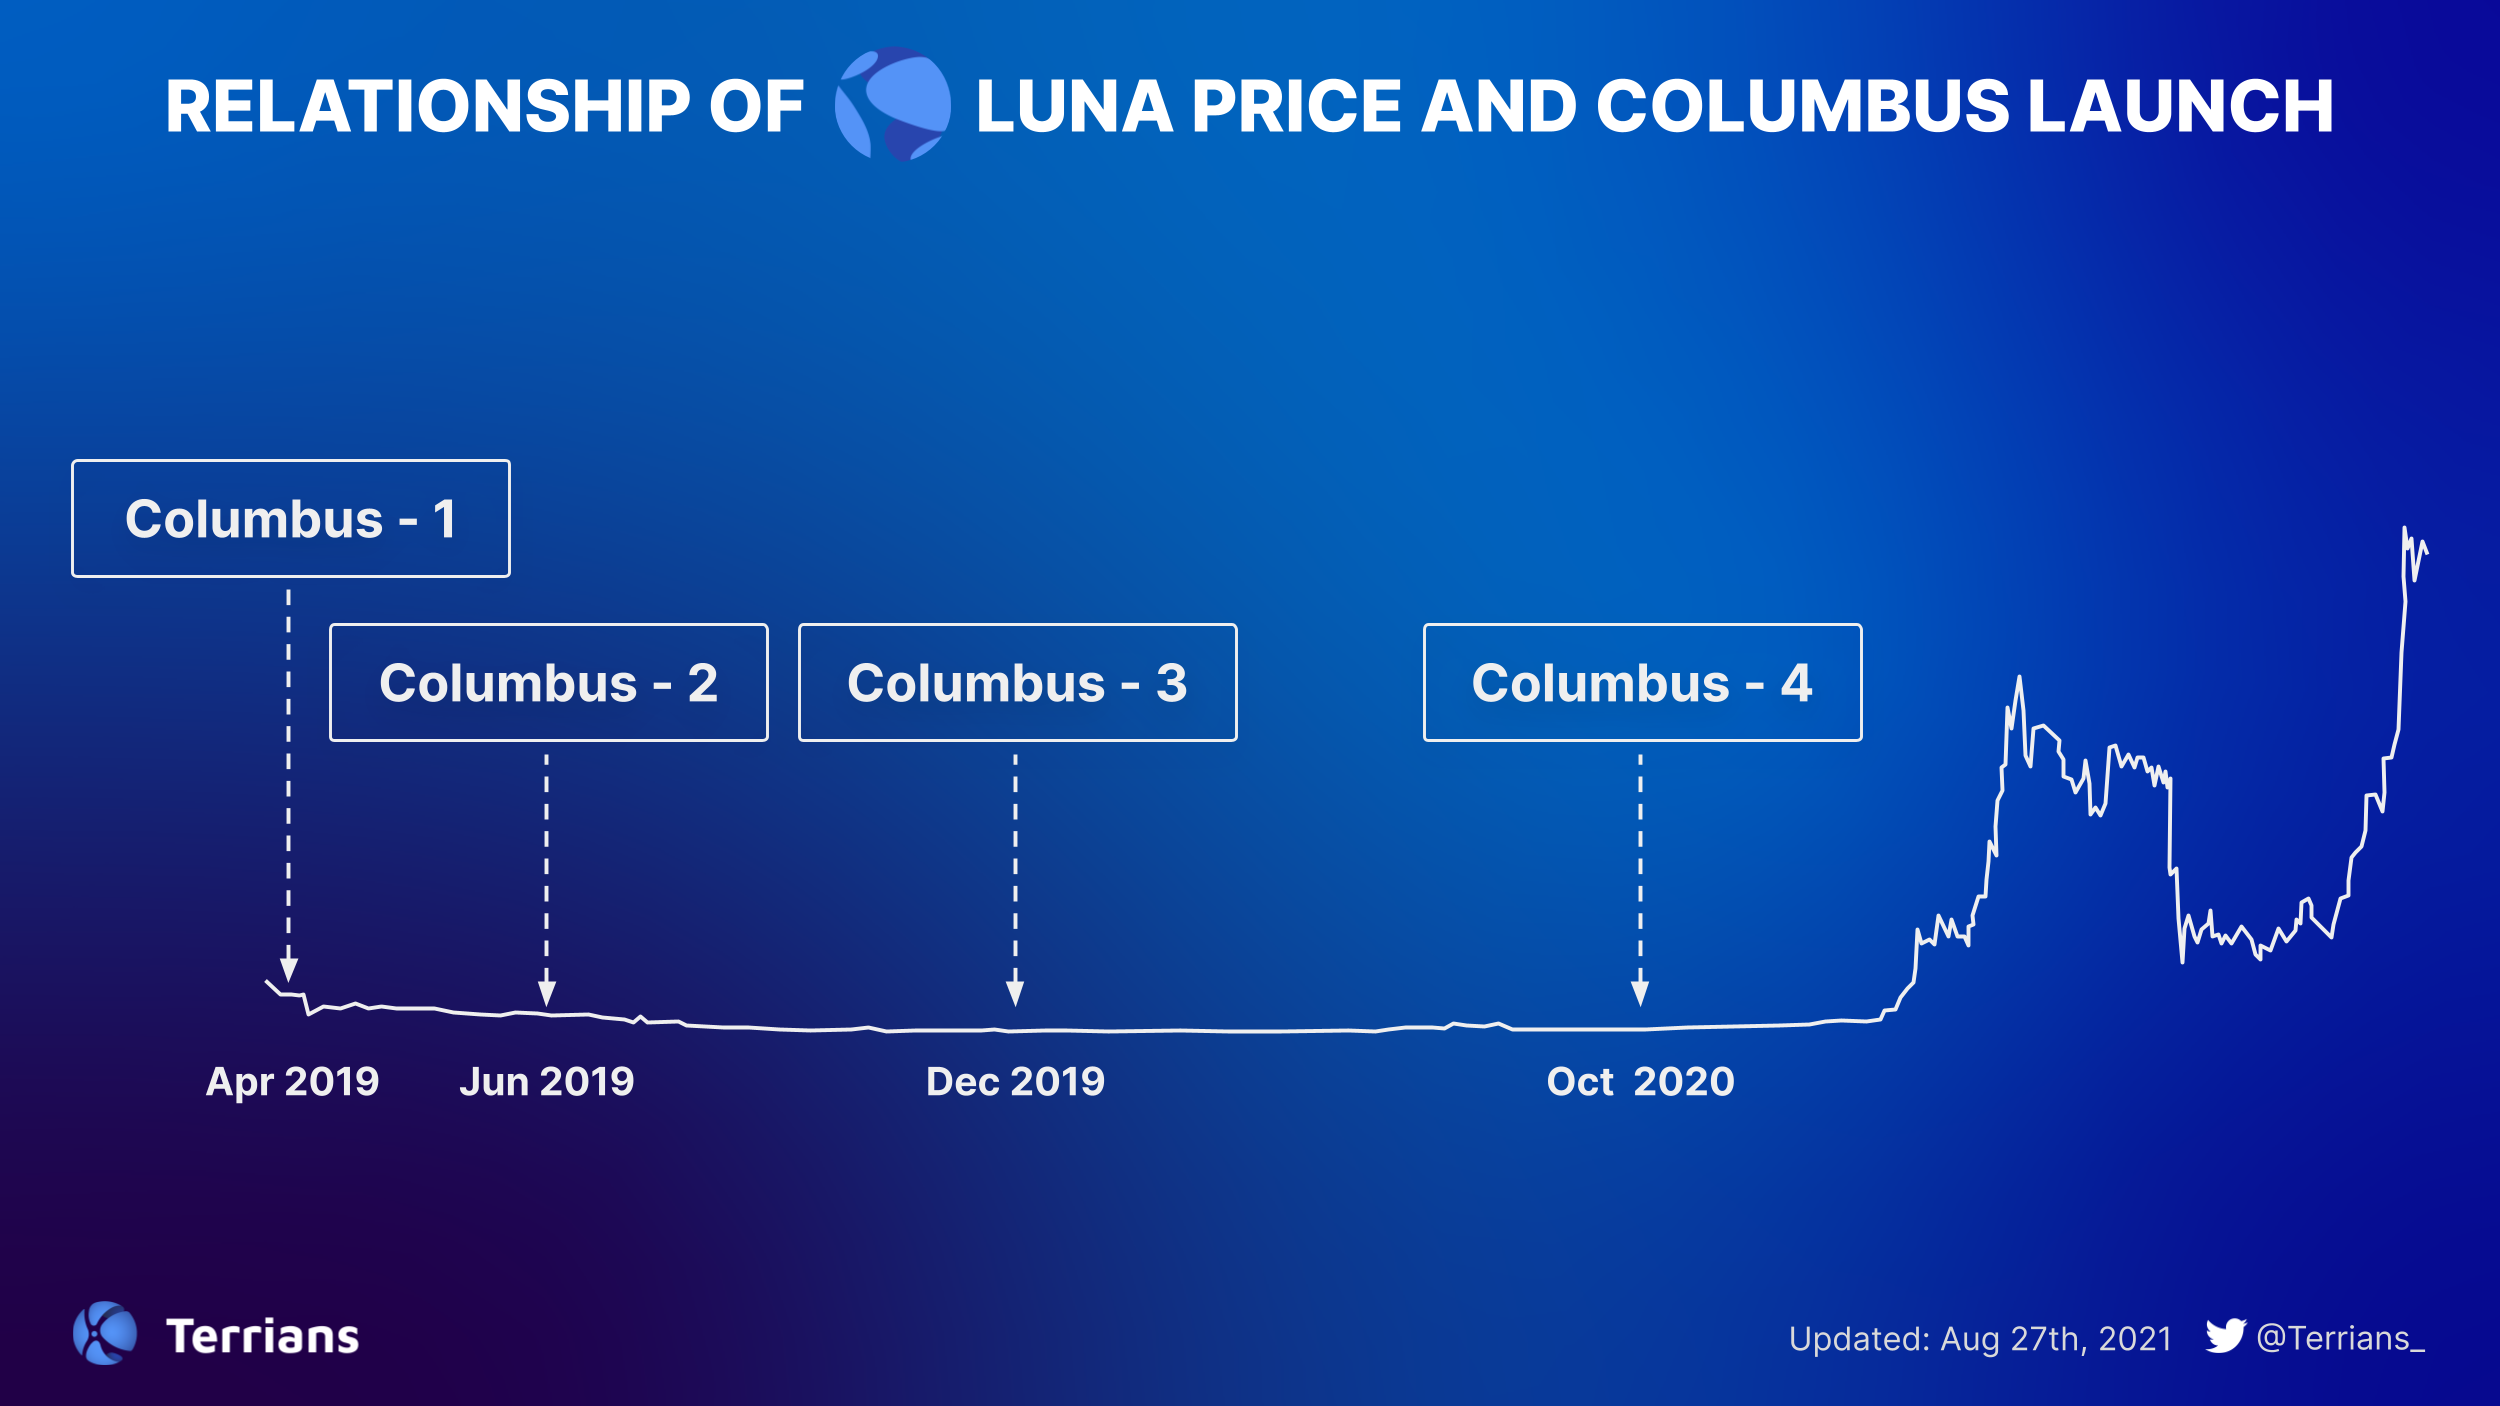 RELATIONSHIP OF LUNA PRICE AND COLUMBUS LAUNCH
Columbus - 1
Columbus - 2
Columbus - 3
Columbus - 4
Apr 2019
Jun 2019
Dec 2019
Oct 2020
Terrians
Updated: Aug 27th, 2021
@Terrians_